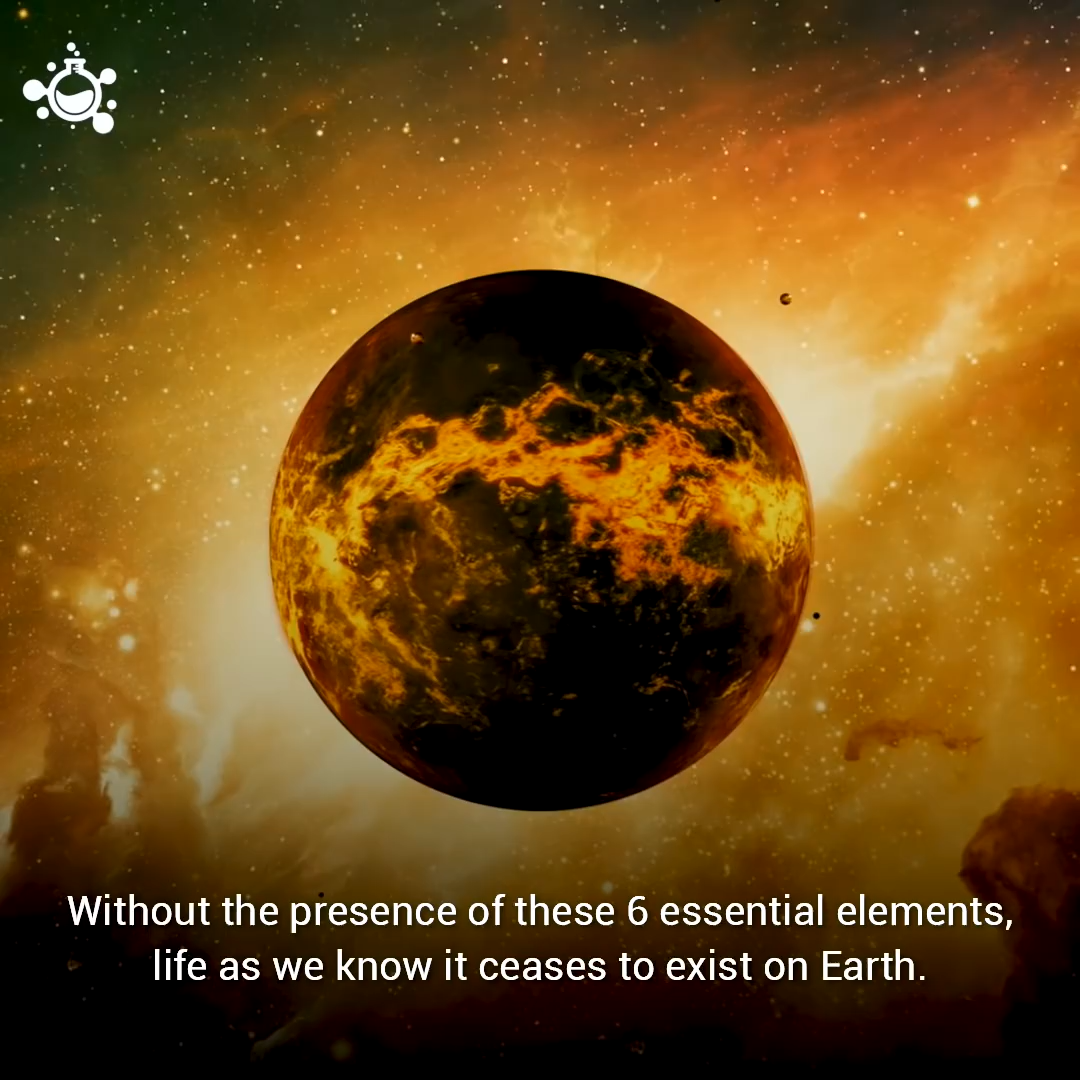 Without the presence of these 6 essential elements,
life as we know it ceases to exist on Earth.